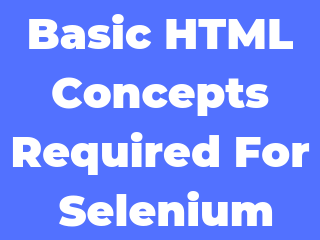 Basic HTML
Concepts
Required For
Selenium